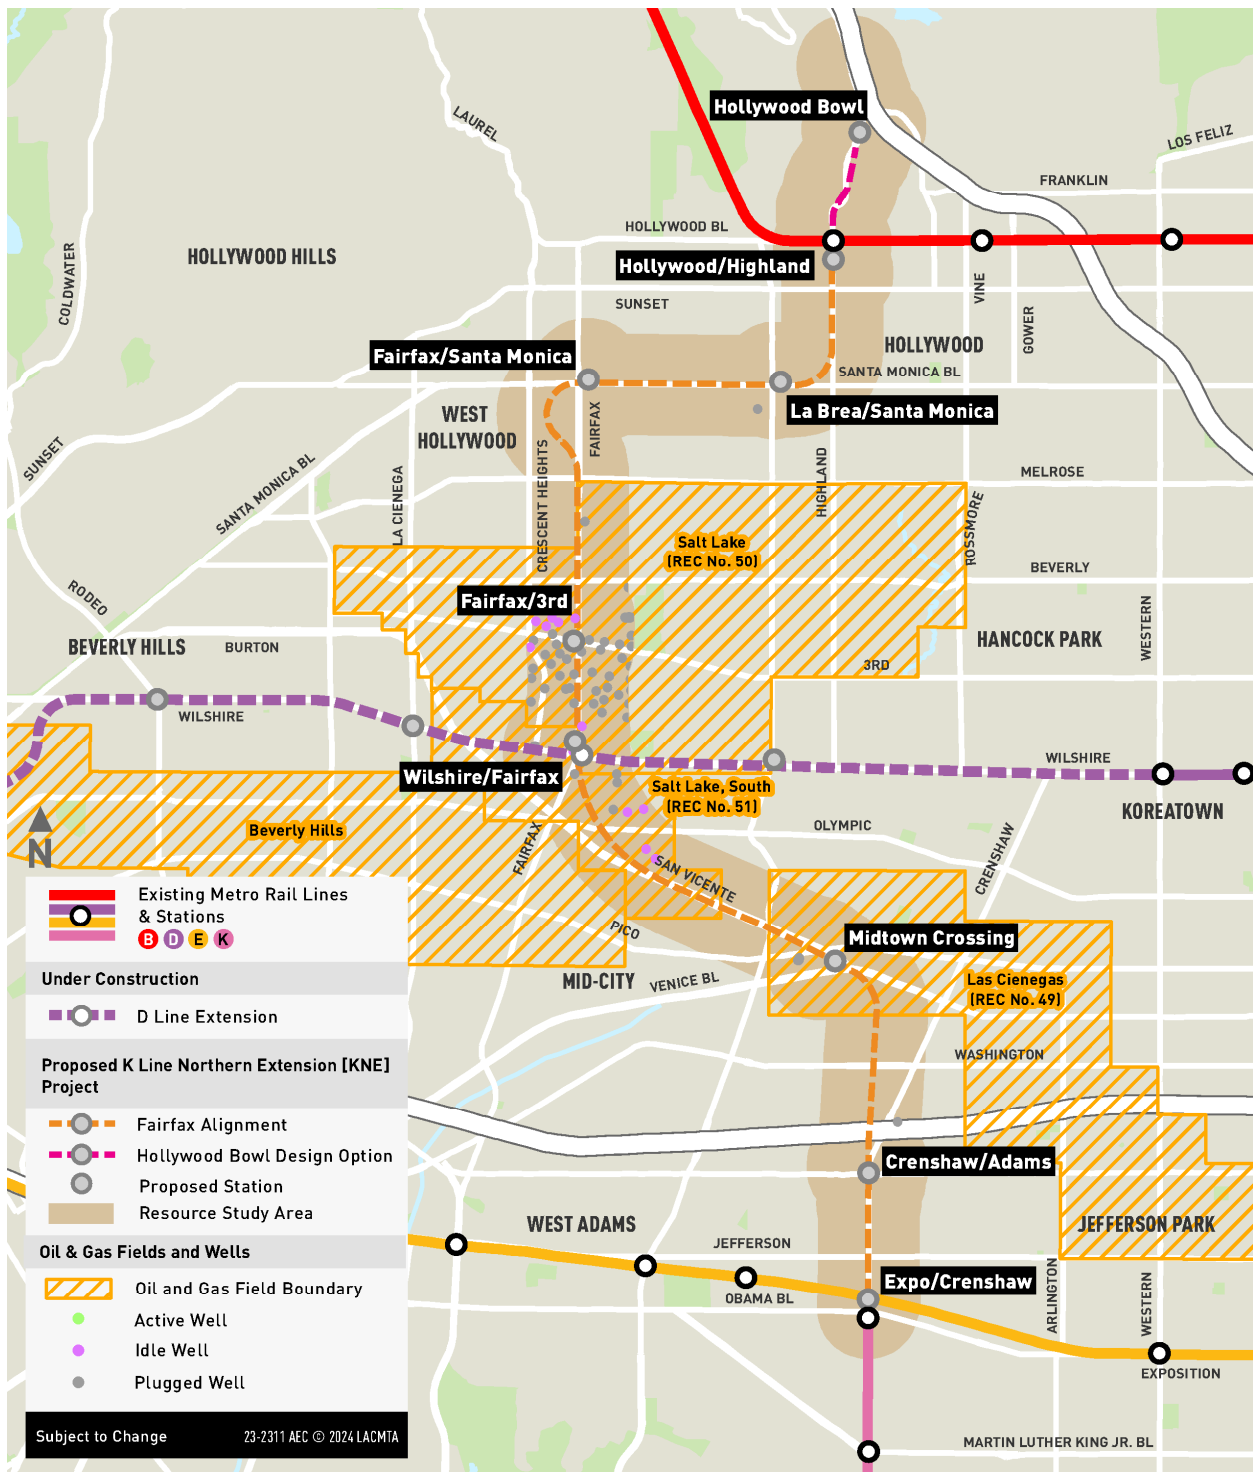 Hollywood Bowl
LAUREL
LOS FELIZ
FRANKLIN
HOLLYWOOD BL
HOLLYWOOD HILLS
COLDWATER
Hollywood/Highland
SUNSET
VINE
GOWER
HOLLYWOOD
Fairfax/Santa Monica
SANTA MONICA BL
La Brea/Santa Monica
WEST
HOLLYWOOD
FAIRFAX
SUNSET
SANTA MONICA BL
LA CIENEGA
CRESCENT HEIGHTS
HIGHLAND
MELROSE
ROSSMORE
Salt Lake
(REC No. 50)
BEVERLY
RODEO
Fairfax/3rd
WESTERN
BEVERLY HILLS
BURTON
HANCOCK PARK
3RD
WILSHIRE
WILSHIRE
Wilshire/Fairfax
Salt Lake, South
(REC No. 51)
KOREATOWN
Beverly Hills
OLYMPIC
N
FAIRFAX
CRENSHAW
SAN VICENTE
PICO
Midtown Crossing
MID-CITY
VENICE BL
Las Cienegas
(REC No. 49)
WASHINGTON
Crenshaw/Adams
WEST ADAMS
JEFFERSON PARK
JEFFERSON
Expo/Crenshaw
OBAMA BL
ARLINGTON
WESTERN
EXPOSITION
MARTIN LUTHER KING JR. BL
Existing Metro Rail Lines
& Stations
B D E K
Under Construction
D Line Extension
Proposed K Line Northern Extension [KNE]
Project
Fairfax Alignment
Hollywood Bowl Design Option
Proposed Station
Resource Study Area
Oil & Gas Fields and Wells
Oil and Gas Field Boundary
Active Well
Idle Well
Plugged Well
Subject to Change
23-2311 AEC © 2024 LACMTA